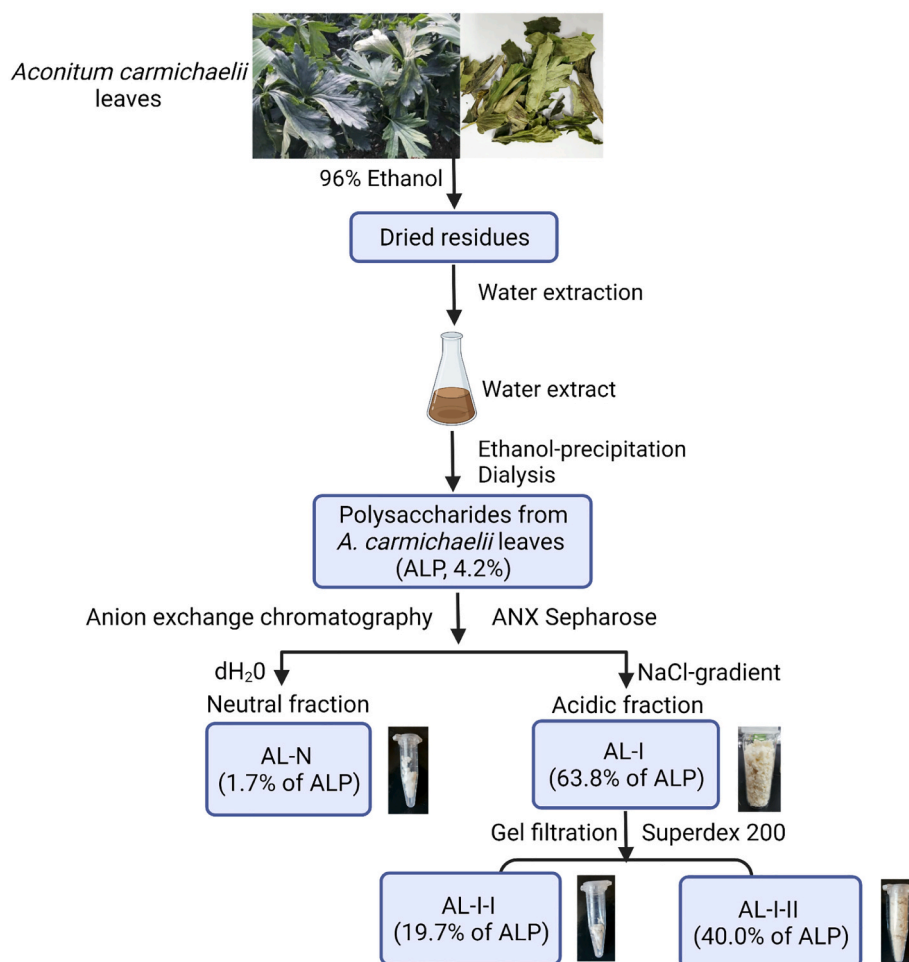 Aconitum carmichaelii
leaves
96% Ethanol
Dried residues
Water extraction
Water extract
Ethanol-precipitation
Dialysis
Polysaccharides from
A. carmichaelii leaves
(ALP, 4.2%)
Anion exchange chromatography
ANX Sepharose
dH₂0
NaCl-gradient
Neutral fraction
Acidic fraction
AL-N
(1.7% of ALP)
AL-I
(63.8% of ALP)
Gel filtration
Superdex 200
AL-I-I
(19.7% of ALP)
AL-I-II
(40.0% of ALP)